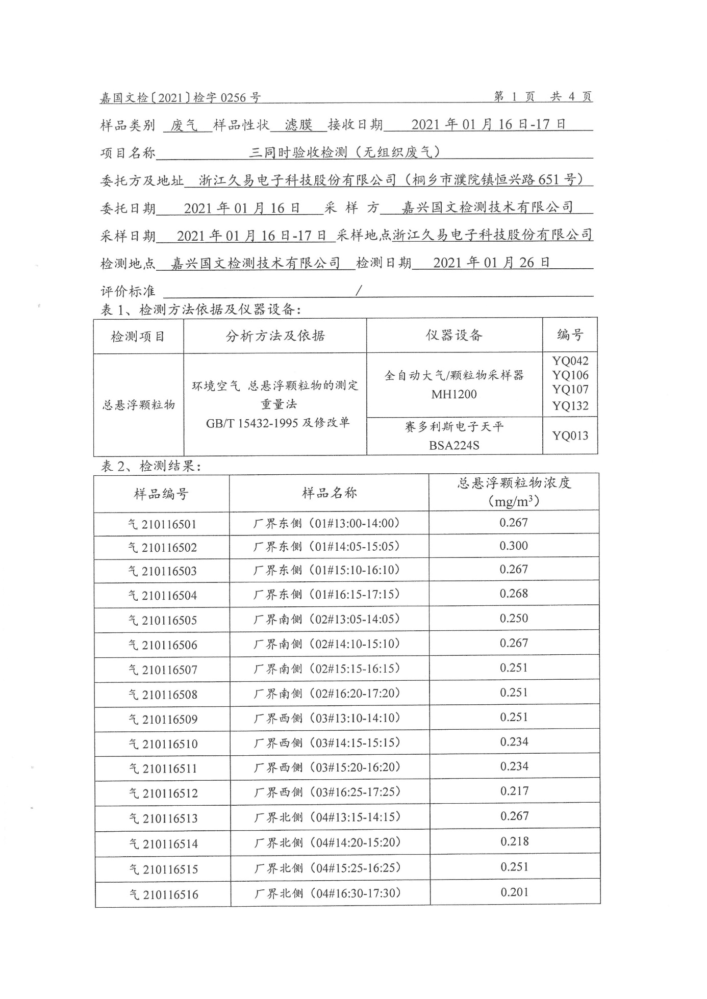 嘉国文检〔2021〕检字 0256 号 第 1 页 共 4 页
样品类别 废气 样品性状 滤膜 接收日期 2021 年 01 月 16 日-17 日
项目名称 三同时验收检测（无组织废气）
委托方及地址 浙江久易电子科技股份有限公司（桐乡市濮院镇恒兴路 651 号）
委托日期 2021 年 01 月 16 日 采 样 方 嘉兴国文检测技术有限公司
采样日期 2021 年 01 月 16 日-17 日 采样地点浙江久易电子科技股份有限公司
检测地点 嘉兴国文检测技术有限公司 检测日期 2021 年 01 月 26 日
评价标准 /
表 1、检测方法依据及仪器设备：
检测项目 分析方法及依据 仪器设备 编号
总悬浮颗粒物
环境空气 总悬浮颗粒物的测定
重量法
GB/T 15432-1995 及修改单
全自动大气/颗粒物采样器
MH1200
YQ042
YQ106
YQ107
YQ132
赛多利斯电子天平
BSA224S
YQ013
表 2、检测结果：
样品编号 样品名称 总悬浮颗粒物浓度
（mg/m³）
气 210116501 厂界东侧（01#13:00-14:00） 0.267
气 210116502 厂界东侧（01#14:05-15:05） 0.300
气 210116503 厂界东侧（01#15:10-16:10） 0.267
气 210116504 厂界东侧（01#16:15-17:15） 0.268
气 210116505 厂界南侧（02#13:05-14:05） 0.250
气 210116506 厂界南侧（02#14:10-15:10） 0.267
气 210116507 厂界南侧（02#15:15-16:15） 0.251
气 210116508 厂界南侧（02#16:20-17:20） 0.251
气 210116509 厂界西侧（03#13:10-14:10） 0.251
气 210116510 厂界西侧（03#14:15-15:15） 0.234
气 210116511 厂界西侧（03#15:20-16:20） 0.234
气 210116512 厂界西侧（03#16:25-17:25） 0.217
气 210116513 厂界北侧（04#13:15-14:15） 0.267
气 210116514 厂界北侧（04#14:20-15:20） 0.218
气 210116515 厂界北侧（04#15:25-16:25） 0.251
气 210116516 厂界北侧（04#16:30-17:30） 0.201